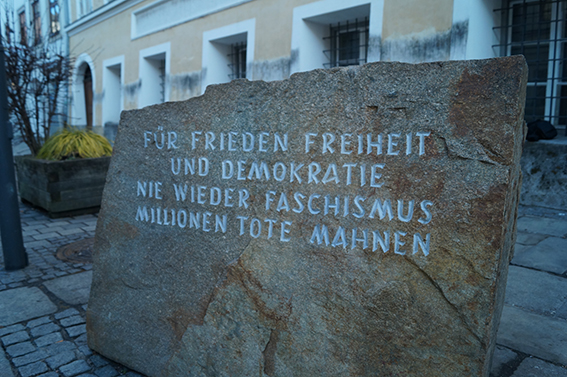 FÜR FRIEDEN FREIHEIT
UND DEMOKRATIE
NIE WIEDER FASCHISMUS
MILLIONEN TOTE MAHNEN